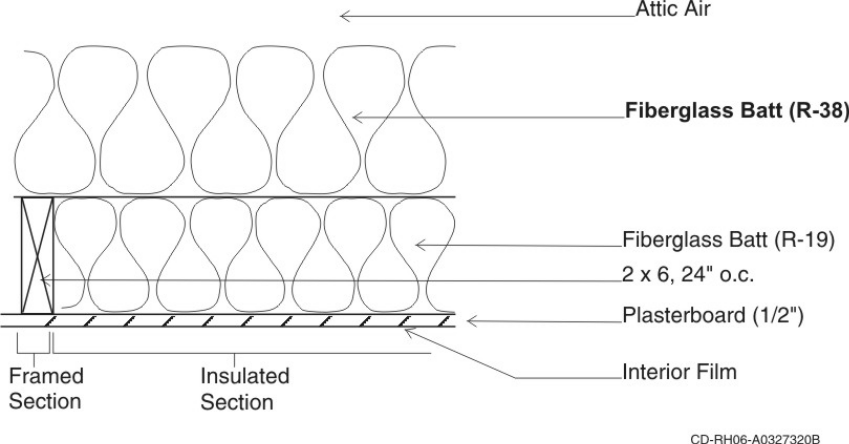 Attic Air
Fiberglass Batt (R-38)
Fiberglass Batt (R-19)
2 x 6, 24" o.c.
Plasterboard (1/2")
Interior Film
Framed
Section
Insulated
Section
CD-RH06-A0327320B